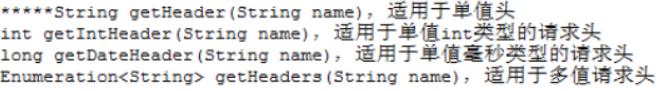 *****String getHeader(String name)，适用于单值头
int getIntHeader(String name)，适用于单值int类型的请求头
long getDateHeader(String name)，适用于单值毫秒类型的请求头
Enumeration<String> getHeaders(String name)，适用于多值请求头